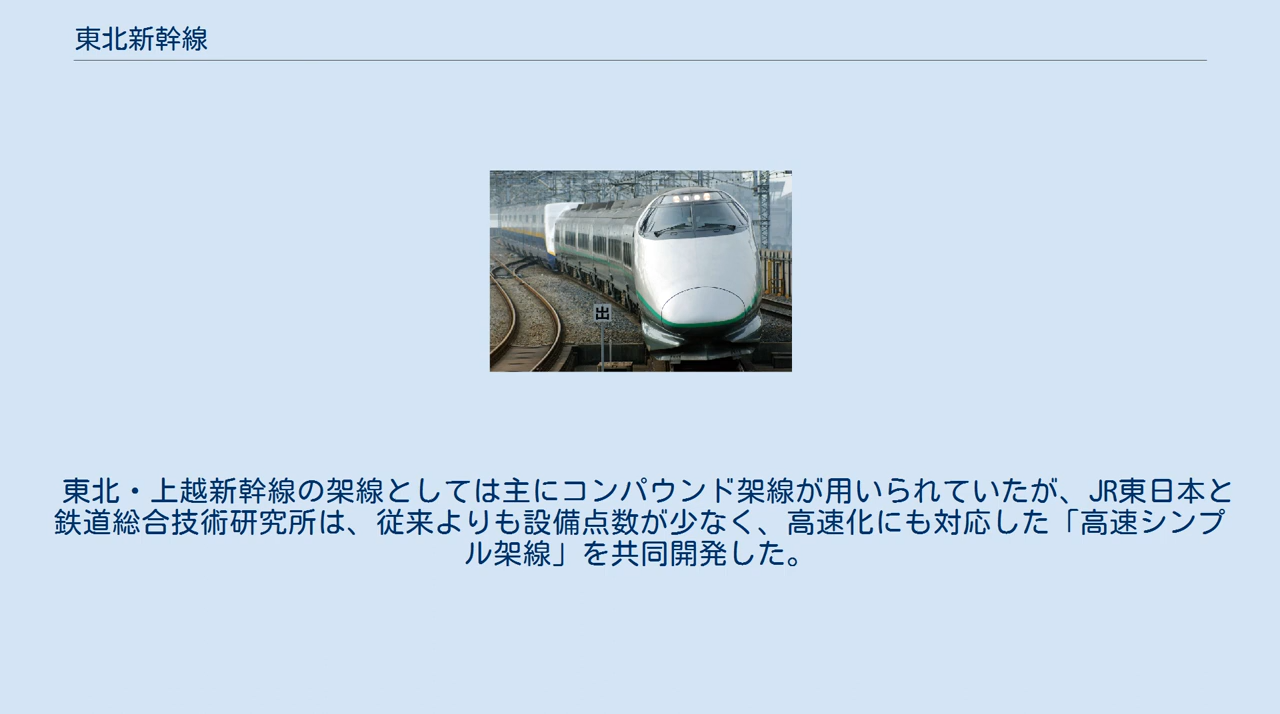 東北新幹線
出
東北・上越新幹線の架線としては主にコンパウンド架線が用いられていたが、JR東日本と
鉄道総合技術研究所は、従来よりも設備点数が少なく、高速化にも対応した「高速シンプ
ル架線」を共同開発した。